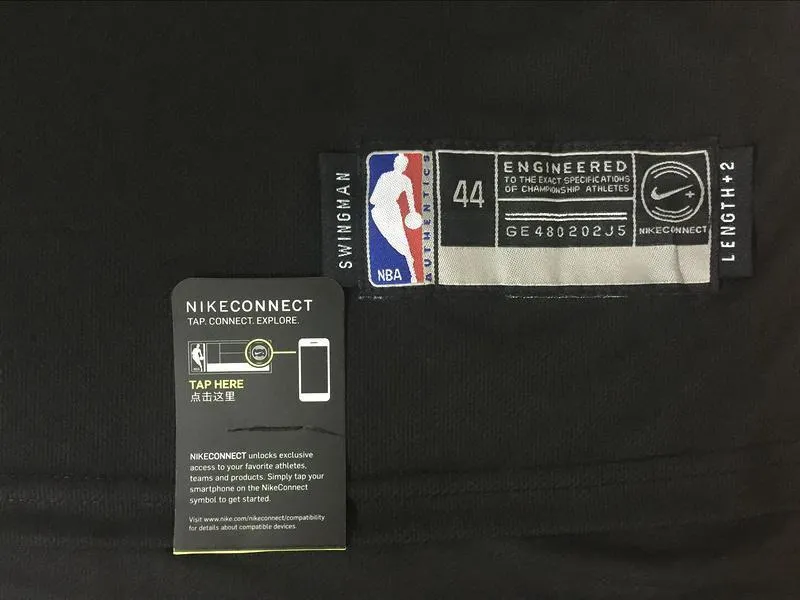 SWINGMAN
NBA
AUTHENTICS
44
ENGINEERED
TO THE EXACT SPECIFICATIONS
OF CHAMPIONSHIP ATHLETES
GE480202J5
NIKECONNECT
LENGTH+2
NIKECONNECT
TAP. CONNECT. EXPLORE.
TAP HERE
点击这里
NIKECONNECT unlocks exclusive
access to your favorite athletes,
teams and products. Simply tap your
smartphone on the NikeConnect
symbol to get started.
Visit www.nike.com/nikeconnect/compatibility
for details about compatible devices.